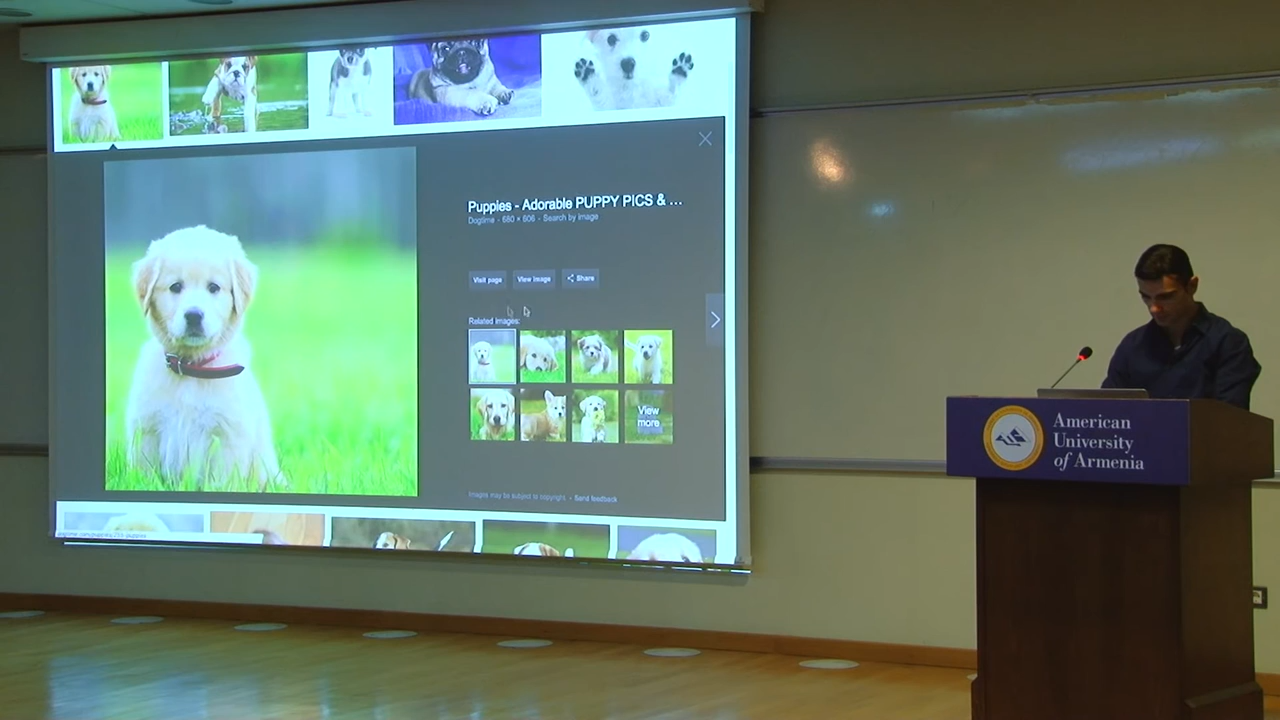 Puppies - Adorable PUPPY PICS & ...
Dogtime - 680 × 606 - Search by image
Visit page
View image
Share
Related images:
View
more
Images may be subject to copyright. - Send feedback
American
University
of Armenia